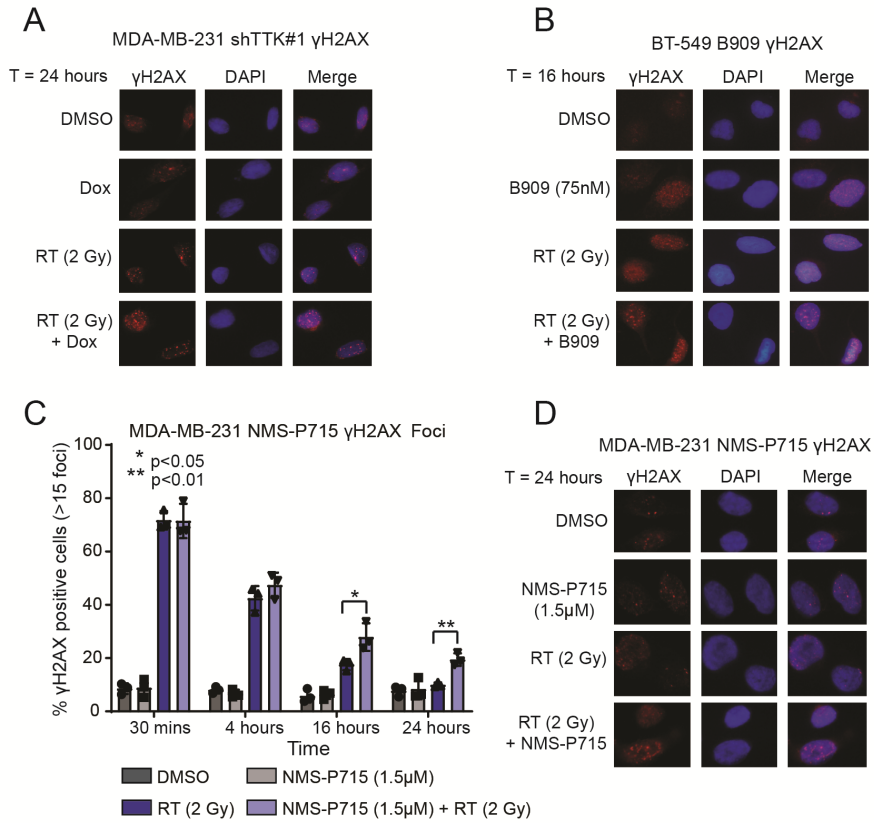 A
MDA-MB-231 shTTK#1 γH2AX
T = 24 hours γH2AX DAPI Merge
DMSO
Dox
RT (2 Gy)
RT (2 Gy)
+ Dox
B
BT-549 B909 γH2AX
T = 16 hours γH2AX DAPI Merge
DMSO
B909 (75nM)
RT (2 Gy)
RT (2 Gy)
+ B909
C
MDA-MB-231 NMS-P715 γH2AX Foci
% γH2AX positive cells (>15 foci)
100
80
60
40
20
0
* p<0.05
** p<0.01
*
**
30 mins 4 hours 16 hours 24 hours
Time
DMSO NMS-P715 (1.5μM)
RT (2 Gy) NMS-P715 (1.5μM) + RT (2 Gy)
D
MDA-MB-231 NMS-P715 γH2AX
T = 24 hours γH2AX DAPI Merge
DMSO
NMS-P715
(1.5μM)
RT (2 Gy)
RT (2 Gy)
+ NMS-P715